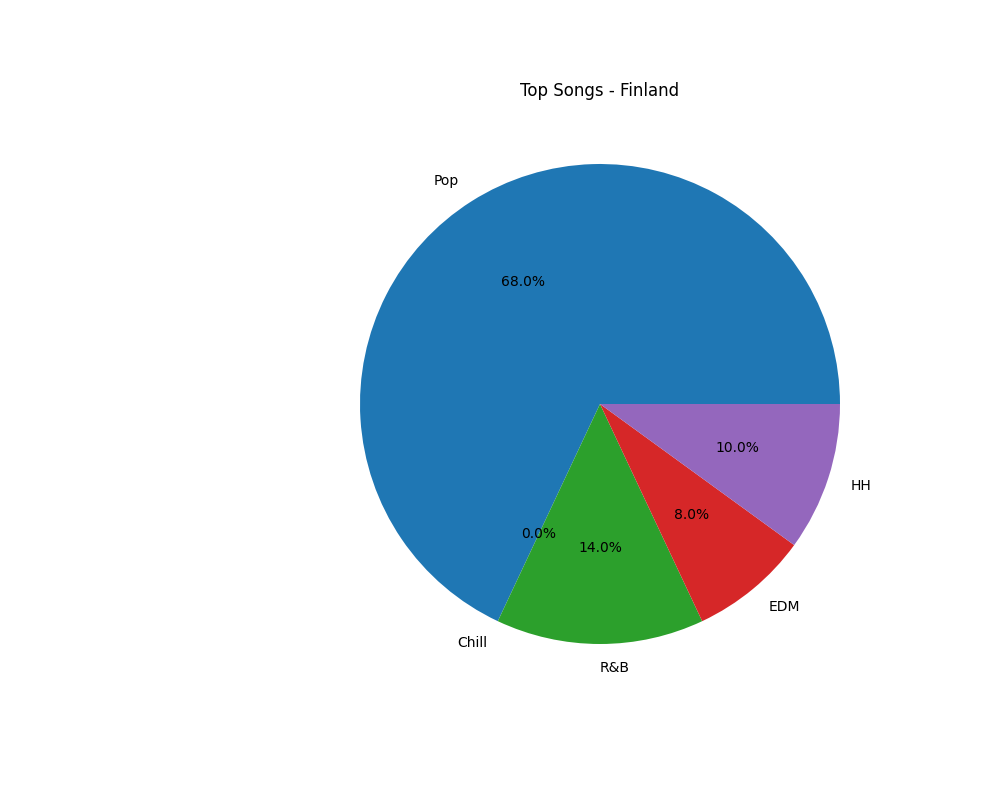 Top Songs - Finland
Pop
68.0%
10.0%
HH
8.0%
0.0%
14.0%
EDM
Chill
R&B